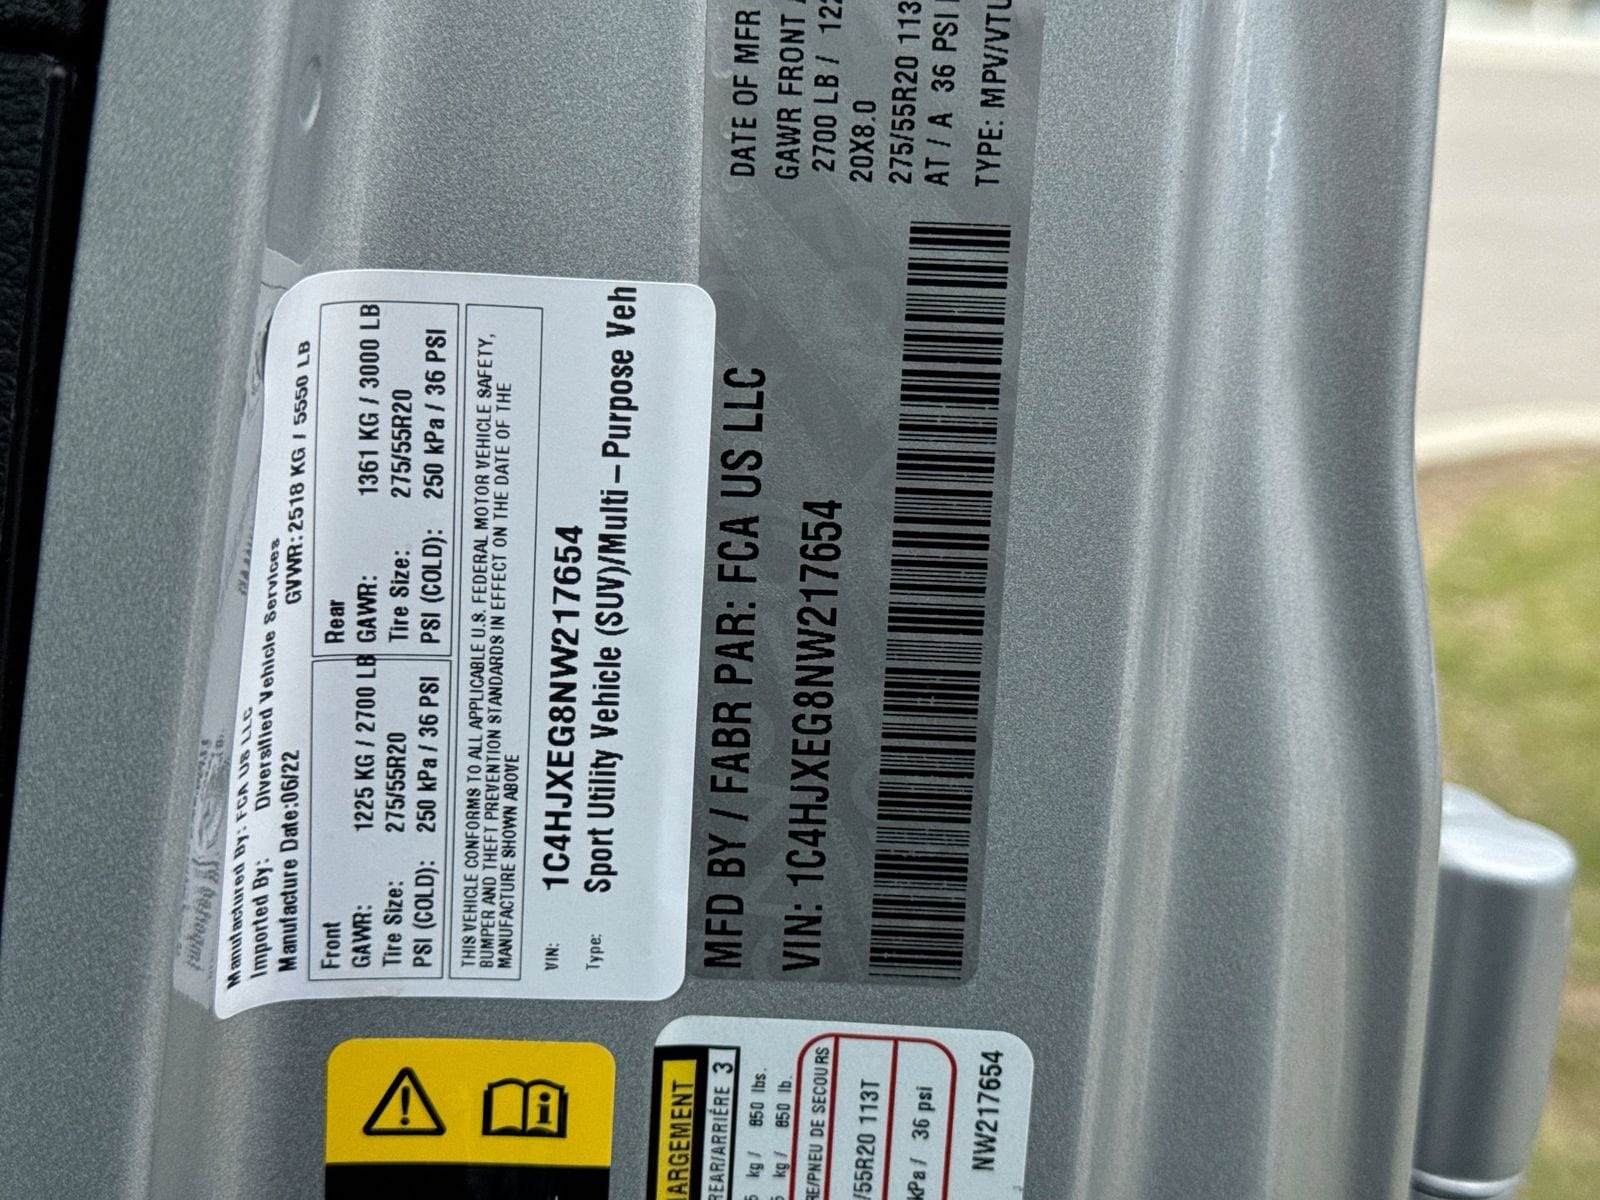 Manufactured By: FCA US LLC
Imported By: Diversified Vehicle Services
Manufacture Date:06/22 GVWR:2518 KG / 5550 LB
Front
GAWR: 1225 KG / 2700 LB
Tire Size: 275/55R20
PSI (COLD): 250 kPa / 36 PSI
Rear
GAWR: 1361 KG / 3000 LB
Tire Size: 275/55R20
PSI (COLD): 250 kPa / 36 PSI
THIS VEHICLE CONFORMS TO ALL APPLICABLE U.S. FEDERAL MOTOR VEHICLE SAFETY,
BUMPER AND THEFT PREVENTION STANDARDS IN EFFECT ON THE DATE OF THE
MANUFACTURE SHOWN ABOVE
VIN: 1C4HJXEG8NW217654
Type: Sport Utility Vehicle (SUV)/Multi – Purpose Veh
MFD BY / FABR PAR: FCA US LLC
VIN: 1C4HJXEG8NW217654
DATE OF MFR
GAWR FRONT
2700 LB / 122
20X8.0
275/55R20 113
AT / A 36 PSI
TYPE: MPV/VTU
ARGEMENT
REAR/ARRIÈRE 3
kg / 850 lbs.
kg / 850 lb.
RE/PNEU DE SECOURS
/55R20 113T
kPa / 36 psi
NW217654